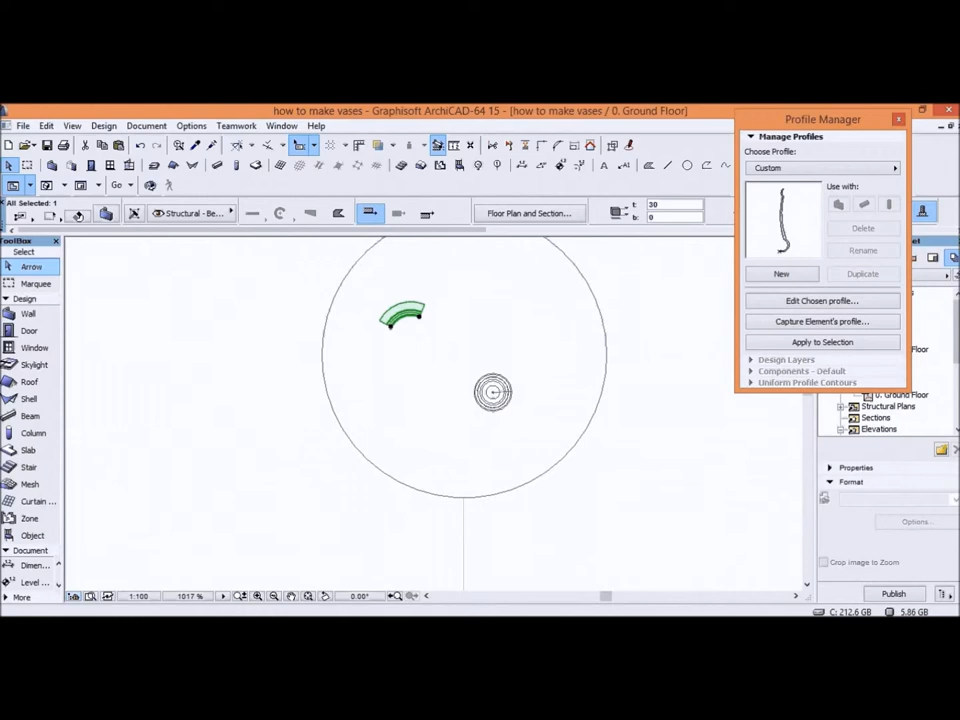 how to make vases - Graphisoft ArchiCAD-64 15 - [how to make vases / 0. Ground Floor]
File Edit View Design Document Options Teamwork Window Help
Go
All Selected: 1
Structural - Be...
Floor Plan and Section...
t: 30
b: 0
ToolBox
Select
Arrow
Marquee
Design
Wall
Door
Window
Skylight
Roof
Shell
Beam
Column
Slab
Stair
Mesh
Curtain ...
Zone
Object
Document
Dimen...
Level ...
More
1:100
1017 %
0.00°
Profile Manager
Manage Profiles
Choose Profile:
Custom
Use with:
Delete
Rename
New
Duplicate
Edit Chosen profile...
Capture Element's profile...
Apply to Selection
Design Layers
Components - Default
Uniform Profile Contours
Floor
0. Ground Floor
Structural Plans
Sections
Elevations
Properties
Format
Options...
Crop image to Zoom
Publish
C: 212.6 GB
5.86 GB